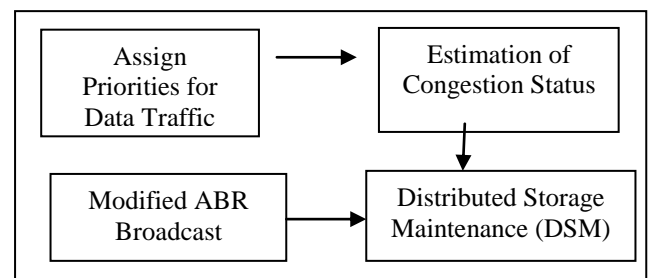 Assign
Priorities for
Data Traffic
Estimation of
Congestion Status
Modified ABR
Broadcast
Distributed Storage
Maintenance (DSM)